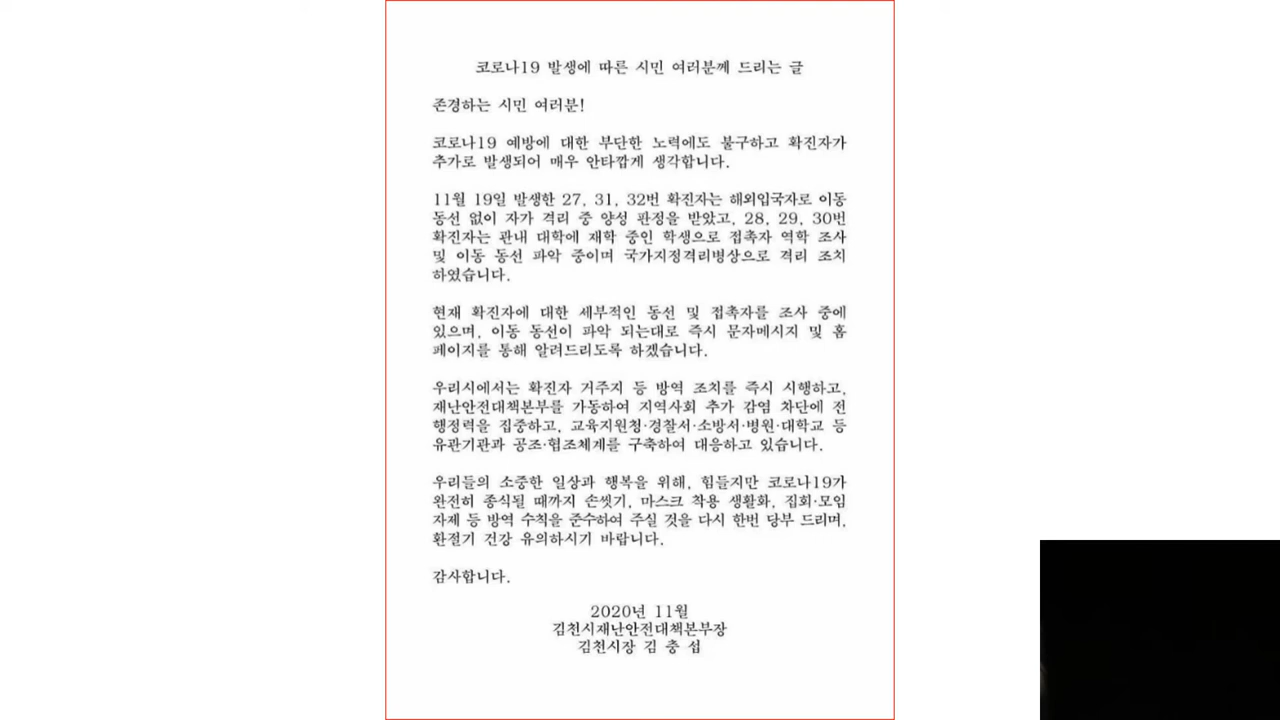 코로나19 발생에 따른 시민 여러분께 드리는 글
존경하는 시민 여러분!
코로나19 예방에 대한 부단한 노력에도 불구하고 확진자가
추가로 발생되어 매우 안타깝게 생각합니다.
11월 19일 발생한 27, 31, 32번 확진자는 해외입국자로 이동
동선 없이 자가 격리 중 양성 판정을 받았고, 28, 29, 30번
확진자는 관내 대학에 재학 중인 학생으로 접촉자 역학 조사
및 이동 동선 파악 중이며 국가지정격리병상으로 격리 조치
하였습니다.
현재 확진자에 대한 세부적인 동선 및 접촉자를 조사 중에
있으며, 이동 동선이 파악 되는대로 즉시 문자메시지 및 홈
페이지를 통해 알려드리도록 하겠습니다.
우리시에서는 확진자 거주지 등 방역 조치를 즉시 시행하고,
재난안전대책본부를 가동하여 지역사회 추가 감염 차단에 전
행정력을 집중하고, 교육지원청·경찰서·소방서·병원·대학교 등
유관기관과 공조·협조체계를 구축하여 대응하고 있습니다.
우리들의 소중한 일상과 행복을 위해, 힘들지만 코로나19가
완전히 종식될 때까지 손씻기, 마스크 착용 생활화, 집회·모임
자제 등 방역 수칙을 준수하여 주실 것을 다시 한번 당부 드리며,
환절기 건강 유의하시기 바랍니다.
감사합니다.
2020년 11월
김천시재난안전대책본부장
김천시장 김 충 섭